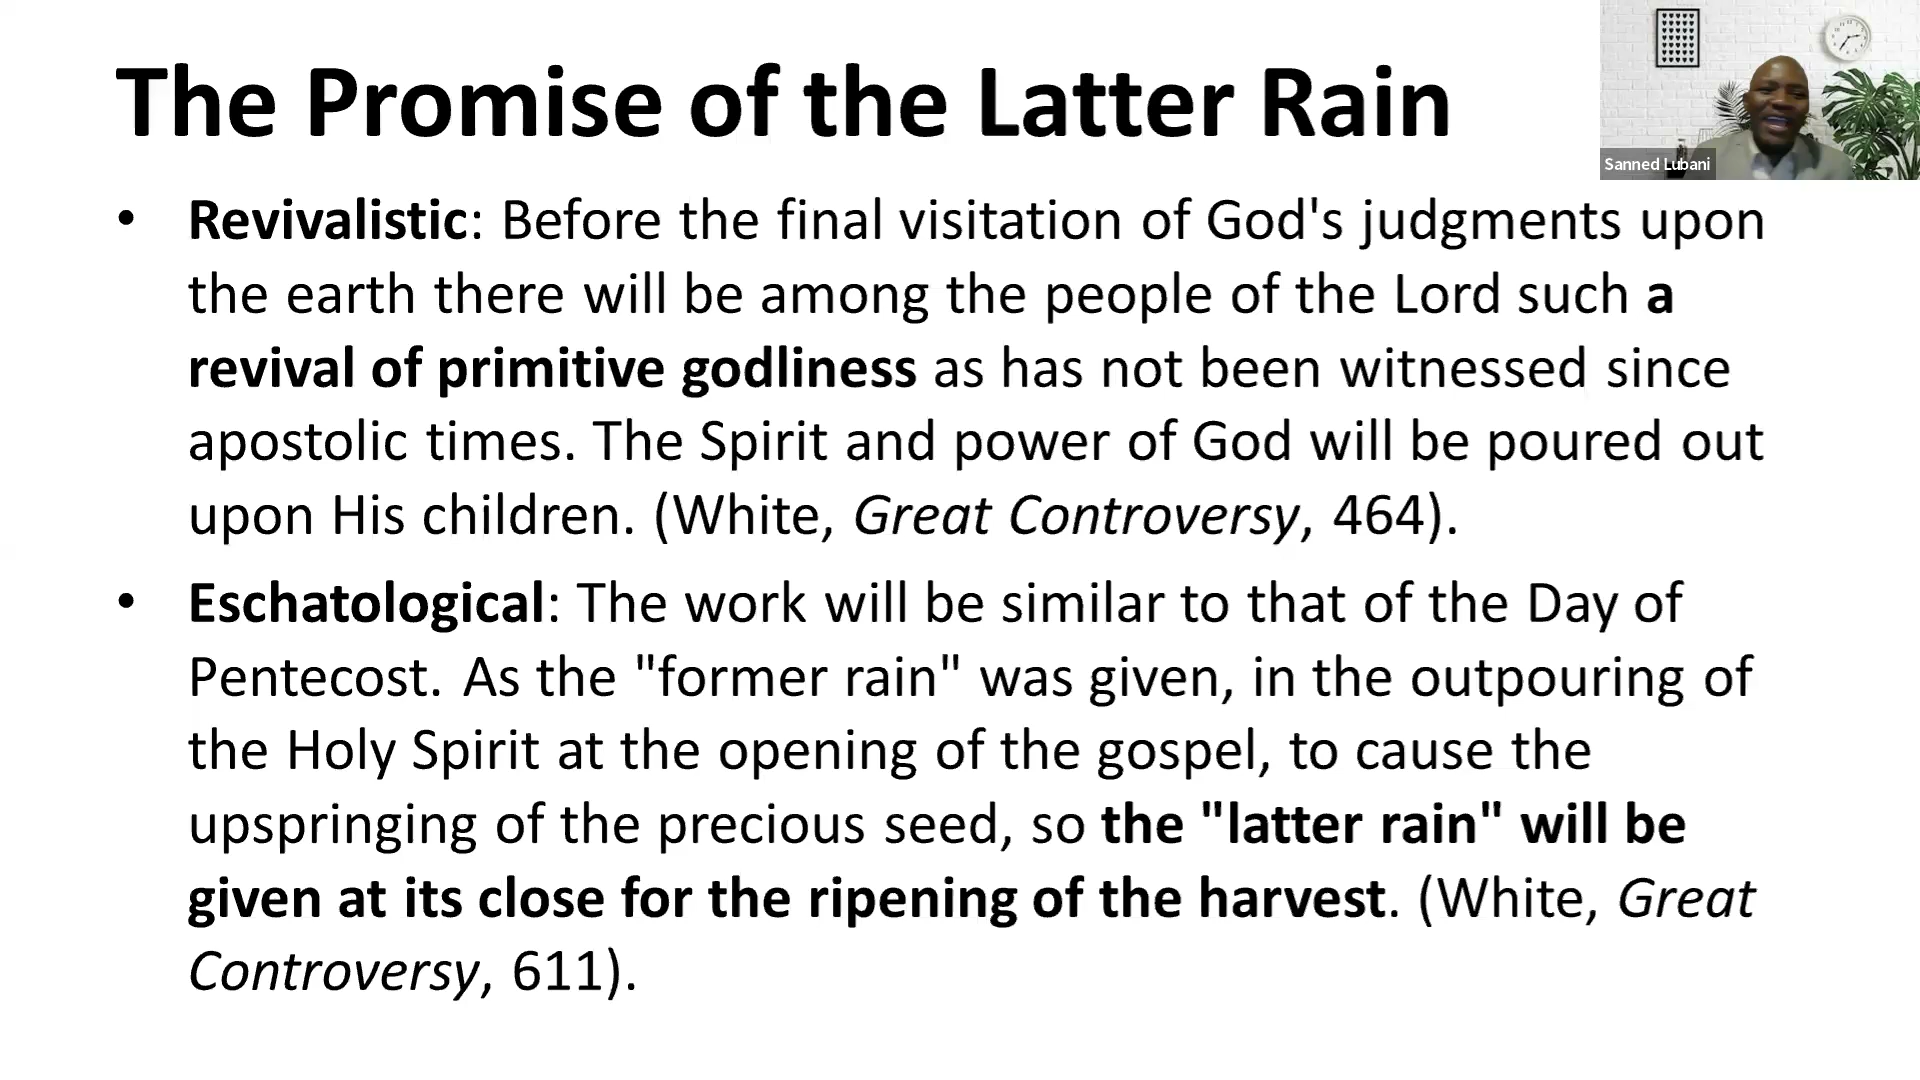 The Promise of the Latter Rain
Sanned Lubani
• Revivalistic: Before the final visitation of God's judgments upon
the earth there will be among the people of the Lord such a
revival of primitive godliness as has not been witnessed since
apostolic times. The Spirit and power of God will be poured out
upon His children. (White, Great Controversy, 464).
• Eschatological: The work will be similar to that of the Day of
Pentecost. As the "former rain" was given, in the outpouring of
the Holy Spirit at the opening of the gospel, to cause the
upspringing of the precious seed, so the "latter rain" will be
given at its close for the ripening of the harvest. (White, Great
Controversy, 611).